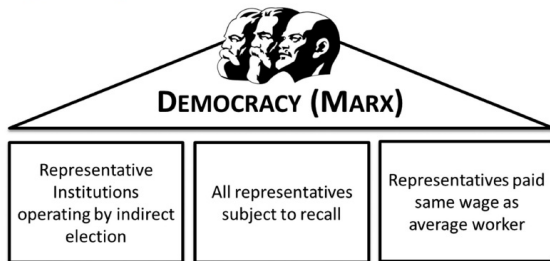 DEMOCRACY (MARX)
Representative
Institutions
operating by indirect
election
All representatives
subject to recall
Representatives paid
same wage as
average worker